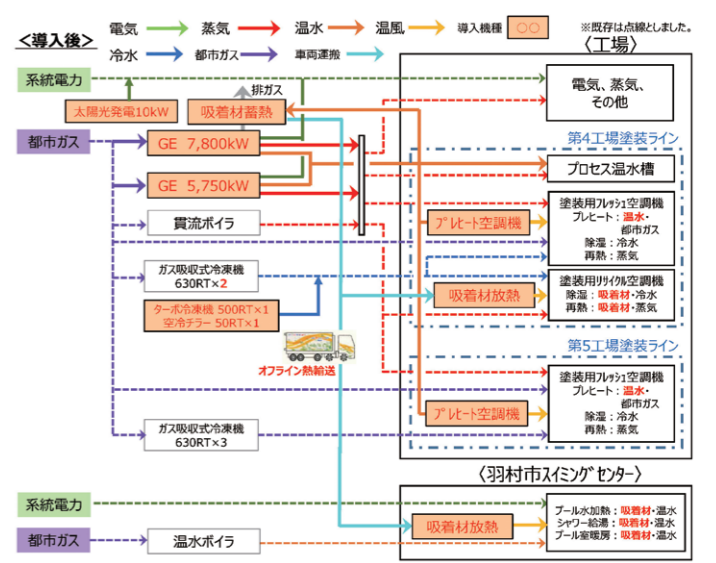 <導入後>
電気
蒸気
温水
温風
導入機種
○○
冷水
都市ガス
車両運搬
※既存は点線としました。
〈工場〉
系統電力
太陽光発電10kW
排ガス
吸着材蓄熱
電気、蒸気、
その他
都市ガス
GE 7,800kW
GE 5,750kW
第4工場塗装ライン
プロセス温水槽
貫流ボイラ
プレヒート空調機
塗装用フレッシュ空調機
プレヒート：温水・
都市ガス
除湿：冷水
再熱：蒸気
ガス吸収式冷凍機
630RT×2
ターボ冷凍機 500RT×1
空冷チラー 50RT×1
吸着材放熱
塗装用リサイクル空調機
除湿：吸着材・冷水
再熱：吸着材・蒸気
オフライン熱輸送
第5工場塗装ライン
プレヒート空調機
塗装用フレッシュ空調機
プレヒート：温水・
都市ガス
除湿：冷水
再熱：蒸気
ガス吸収式冷凍機
630RT×3
〈羽村市スイミングセンター〉
系統電力
都市ガス
温水ボイラ
吸着材放熱
プール水加熱：吸着材・温水
シャワー給湯：吸着材・温水
プール室暖房：吸着材・温水